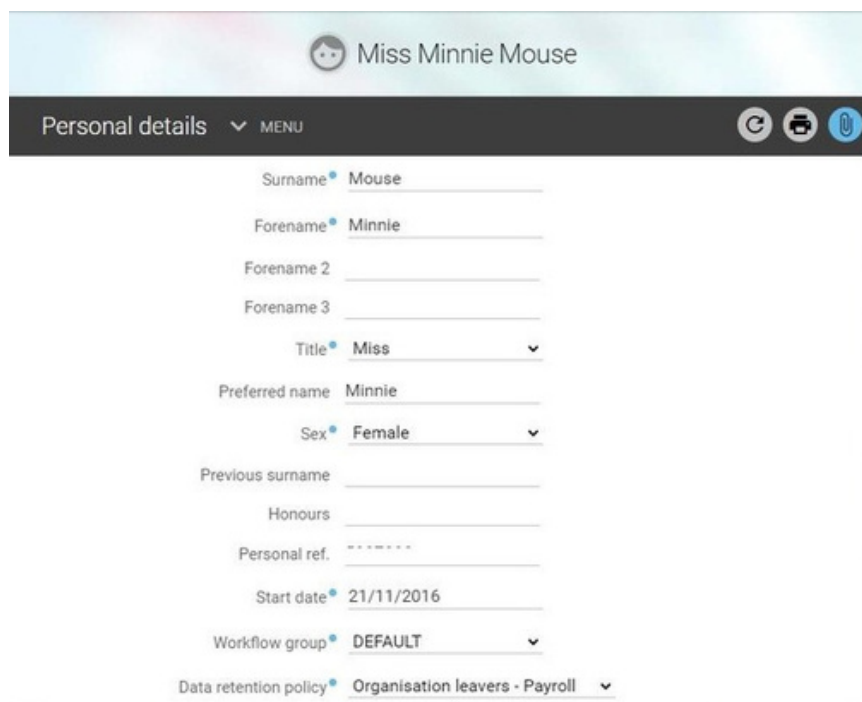 Miss Minnie Mouse
Personal details MENU
Surname Mouse
Forename Minnie
Forename 2
Forename 3
Title Miss
Preferred name Minnie
Sex Female
Previous surname
Honours
Personal ref.
Start date 21/11/2016
Workflow group DEFAULT
Data retention policy Organisation leavers - Payroll